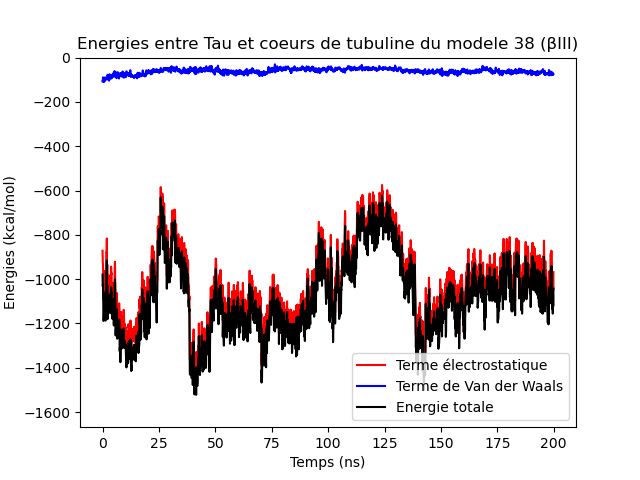 Energies entre Tau et coeurs de tubuline du modele 38 (βIII)
Energies (kcal/mol)
0
−200
−400
−600
−800
−1000
−1200
−1400
−1600
Terme électrostatique
Terme de Van der Waals
Energie totale
0 25 50 75 100 125 150 175 200
Temps (ns)